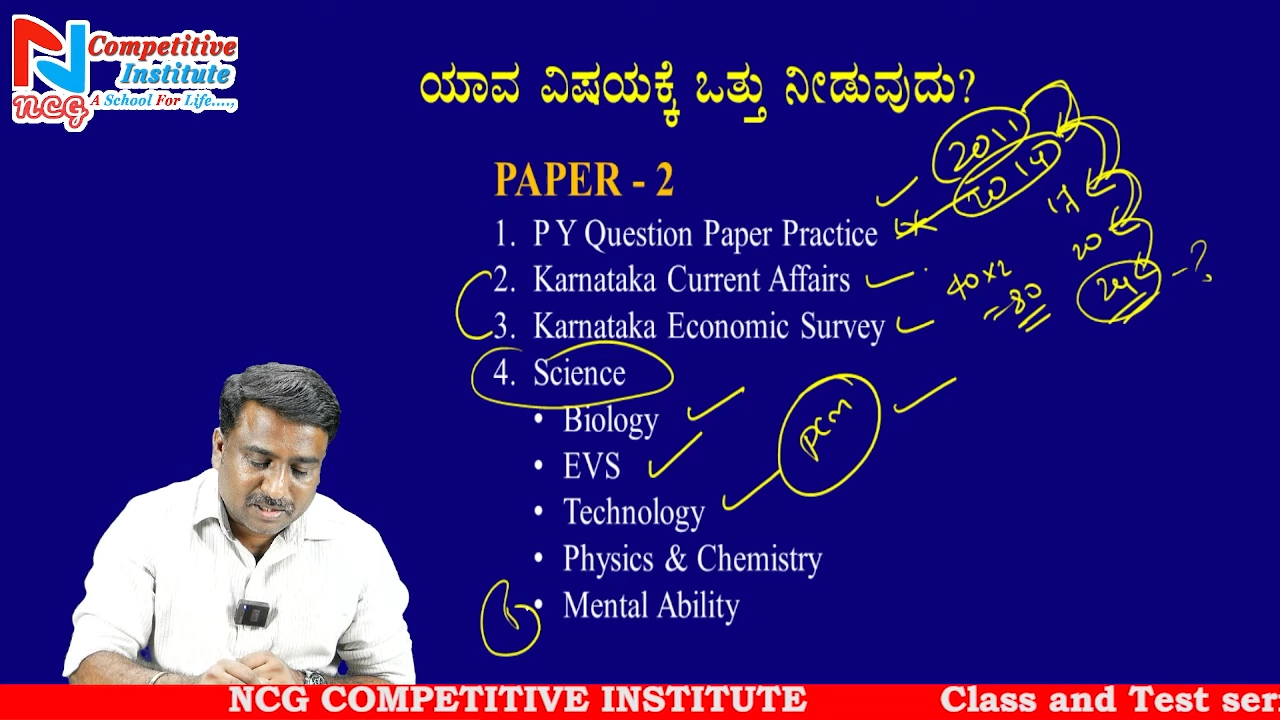 Competitive
Institute
NCG A School For Life....,
ಯಾವ ವಿಷಯಕ್ಕೆ ಒತ್ತು ನೀಡುವುದು?
PAPER - 2
1. P Y Question Paper Practice
2. Karnataka Current Affairs
3. Karnataka Economic Survey
4. Science
• Biology
• EVS
• Technology
• Physics & Chemistry
• Mental Ability
2011
2014
17
20
24 - ?
40×2
=80
PCM
NCG COMPETITIVE INSTITUTE Class and Test seri